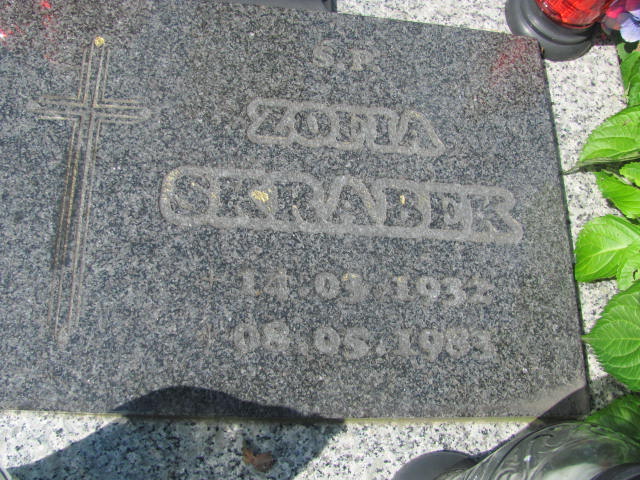 Ś.P.
ZOFIA
SKRABEK
* 14.03.1932
† 08.05.1983